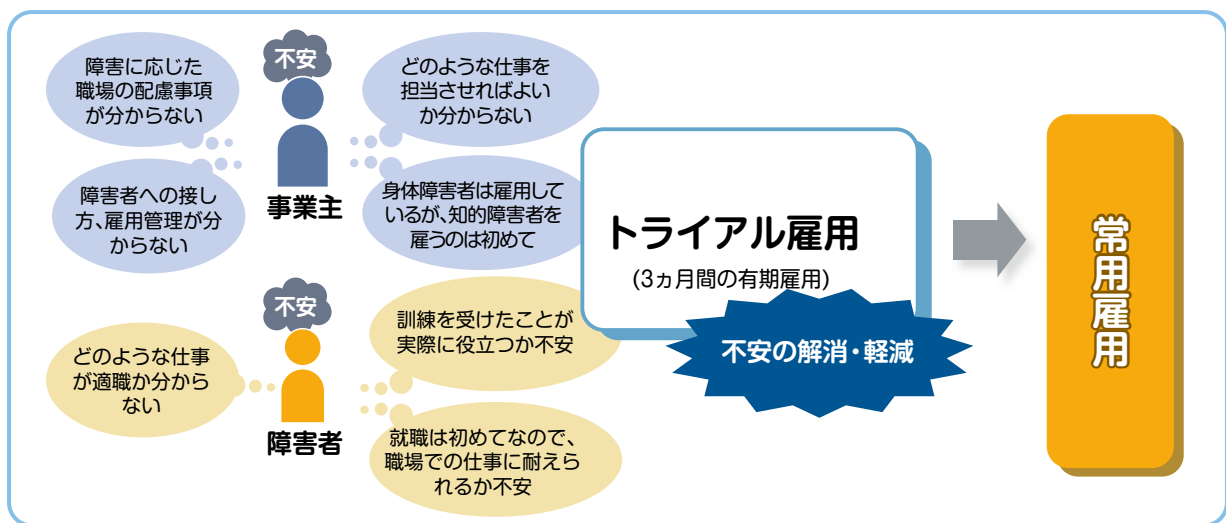 不安
障害に応じた
職場の配慮事項
が分からない
どのような仕事を
担当させればよい
か分からない
障害者への接し
方、雇用管理が分
からない
事業主
身体障害者は雇用して
いるが、知的障害者を
雇うのは初めて
不安
どのような仕事
が適職か分から
ない
障害者
訓練を受けたことが
実際に役立つか不安
就職は初めてなので、
職場での仕事に耐えら
れるか不安
トライアル雇用
(3ヵ月間の有期雇用)
不安の解消・軽減
常用雇用